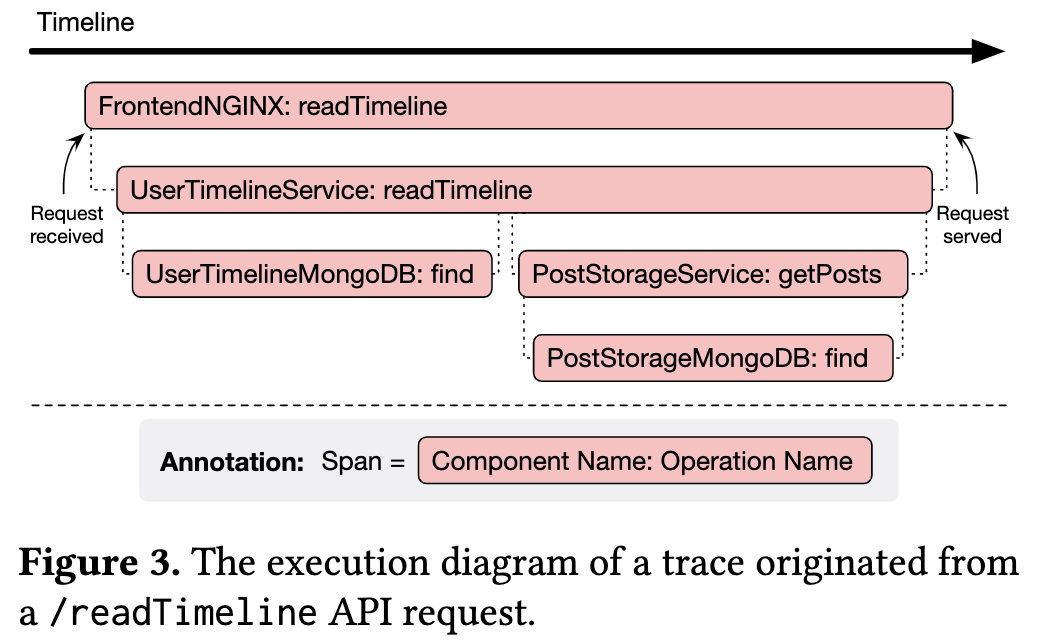 Timeline
FrontendNGINX: readTimeline
UserTimelineService: readTimeline
Request
received
Request
served
UserTimelineMongoDB: find
PostStorageService: getPosts
PostStorageMongoDB: find
Annotation: Span = Component Name: Operation Name
Figure 3. The execution diagram of a trace originated from
a /readTimeline API request.